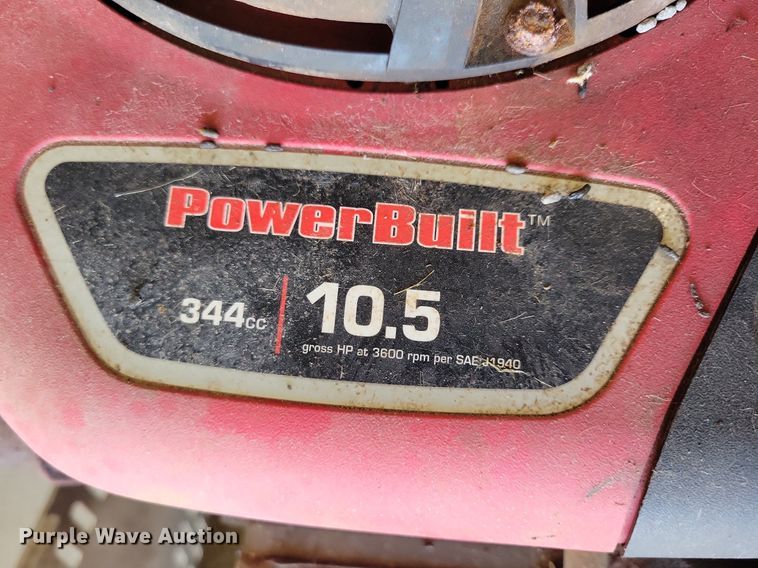 PowerBuilt™
344cc | 10.5
gross HP at 3600 rpm per SAE J1940
Purple Wave Auction®